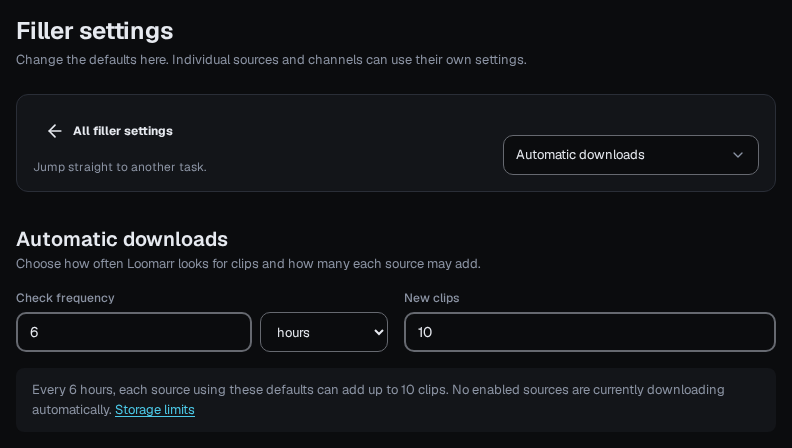 Filler settings
Change the defaults here. Individual sources and channels can use their own settings.
All filler settings
Jump straight to another task.
Automatic downloads
Automatic downloads
Choose how often Loomarr looks for clips and how many each source may add.
Check frequency
New clips
6
hours
10
Every 6 hours, each source using these defaults can add up to 10 clips. No enabled sources are currently downloading
automatically. Storage limits